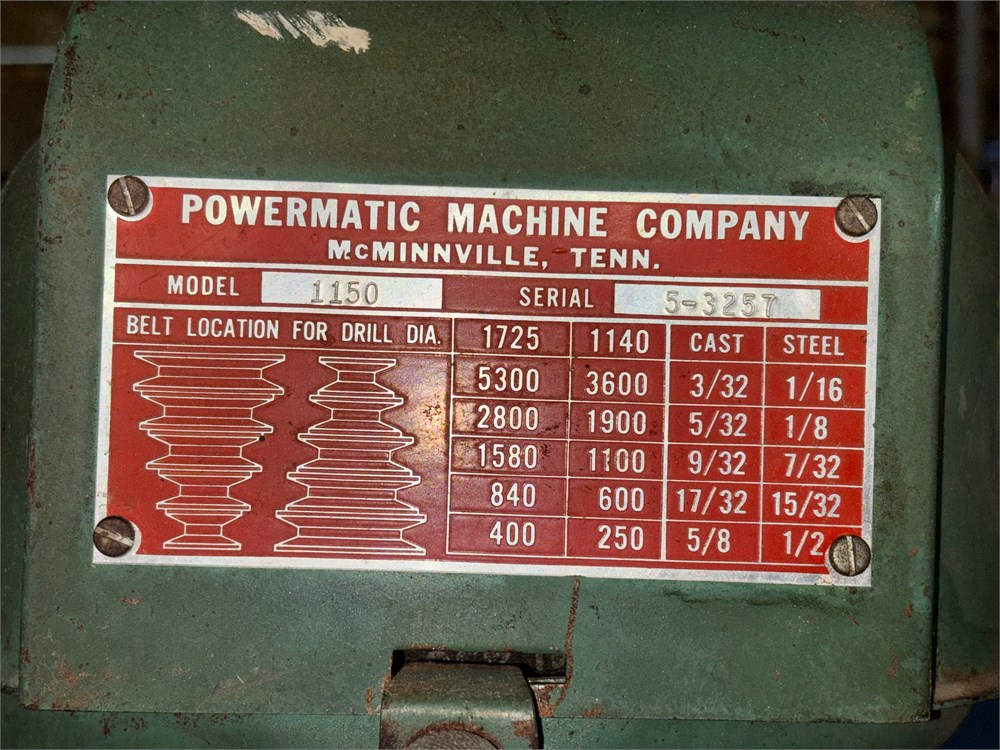 POWERMATIC MACHINE COMPANY
McMINNVILLE, TENN.
MODEL 1150 SERIAL 5-3257
BELT LOCATION FOR DRILL DIA. 1725 1140 CAST STEEL
5300 3600 3/32 1/16
2800 1900 5/32 1/8
1580 1100 9/32 7/32
840 600 17/32 15/32
400 250 5/8 1/2